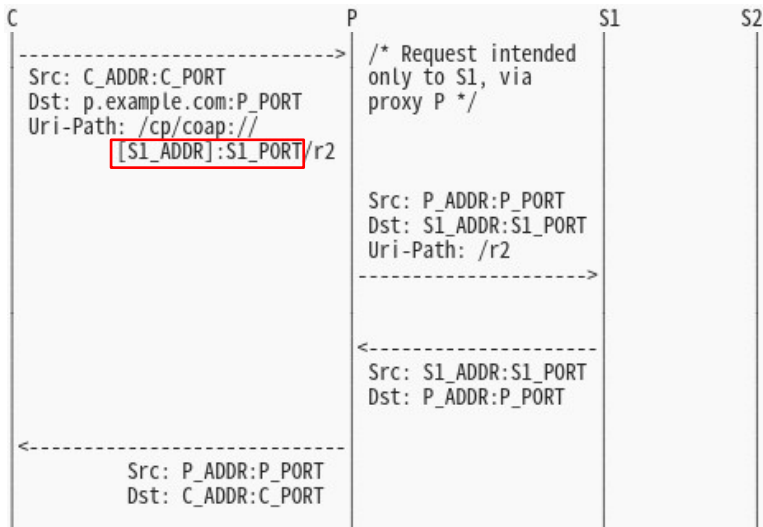 C P S1 S2
/* Request intended
only to S1, via
proxy P */
Src: C_ADDR:C_PORT
Dst: p.example.com:P_PORT
Uri-Path: /cp/coap://
[S1_ADDR]:S1_PORT/r2
Src: P_ADDR:P_PORT
Dst: S1_ADDR:S1_PORT
Uri-Path: /r2
Src: S1_ADDR:S1_PORT
Dst: P_ADDR:P_PORT
Src: P_ADDR:P_PORT
Dst: C_ADDR:C_PORT